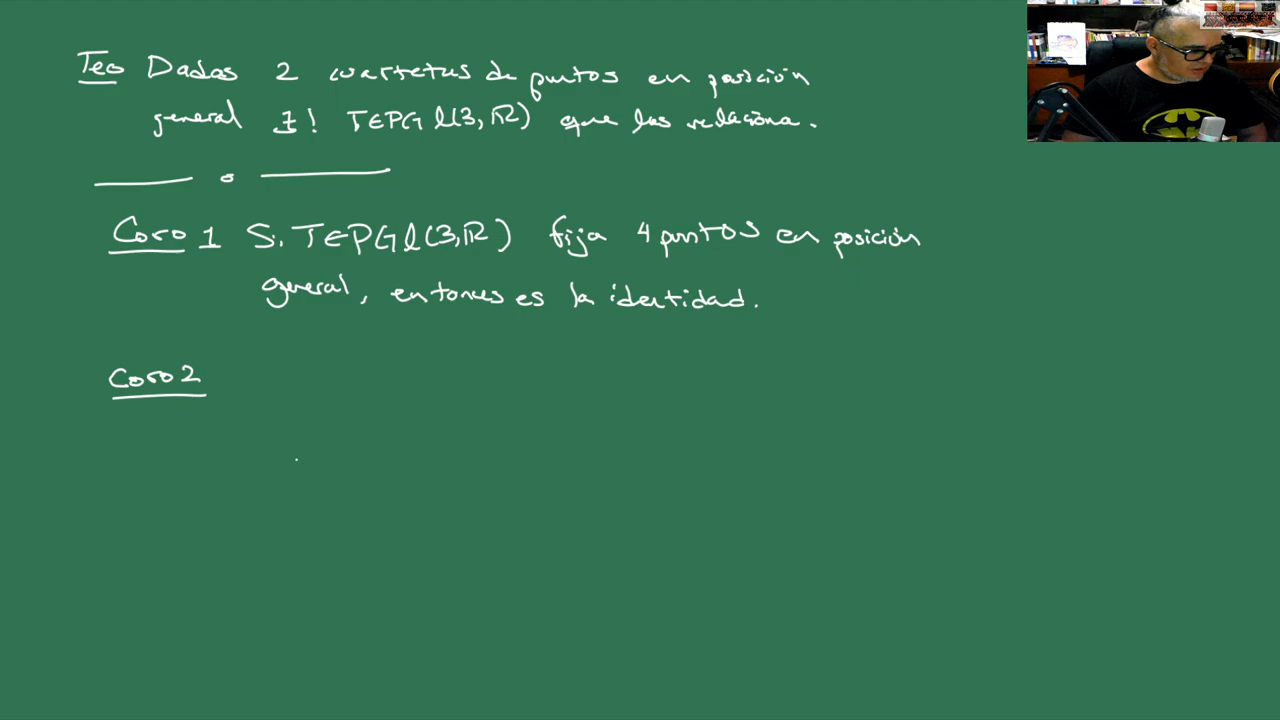 Teo Dadas 2 cuartetas de puntos en posición
general ∃! T∈PGl(3,ℝ) que las relaciona.
o
Coro 1 Si T∈PGl(3,ℝ) fija 4 puntos en posición
general, entonces es la identidad.
Coro 2